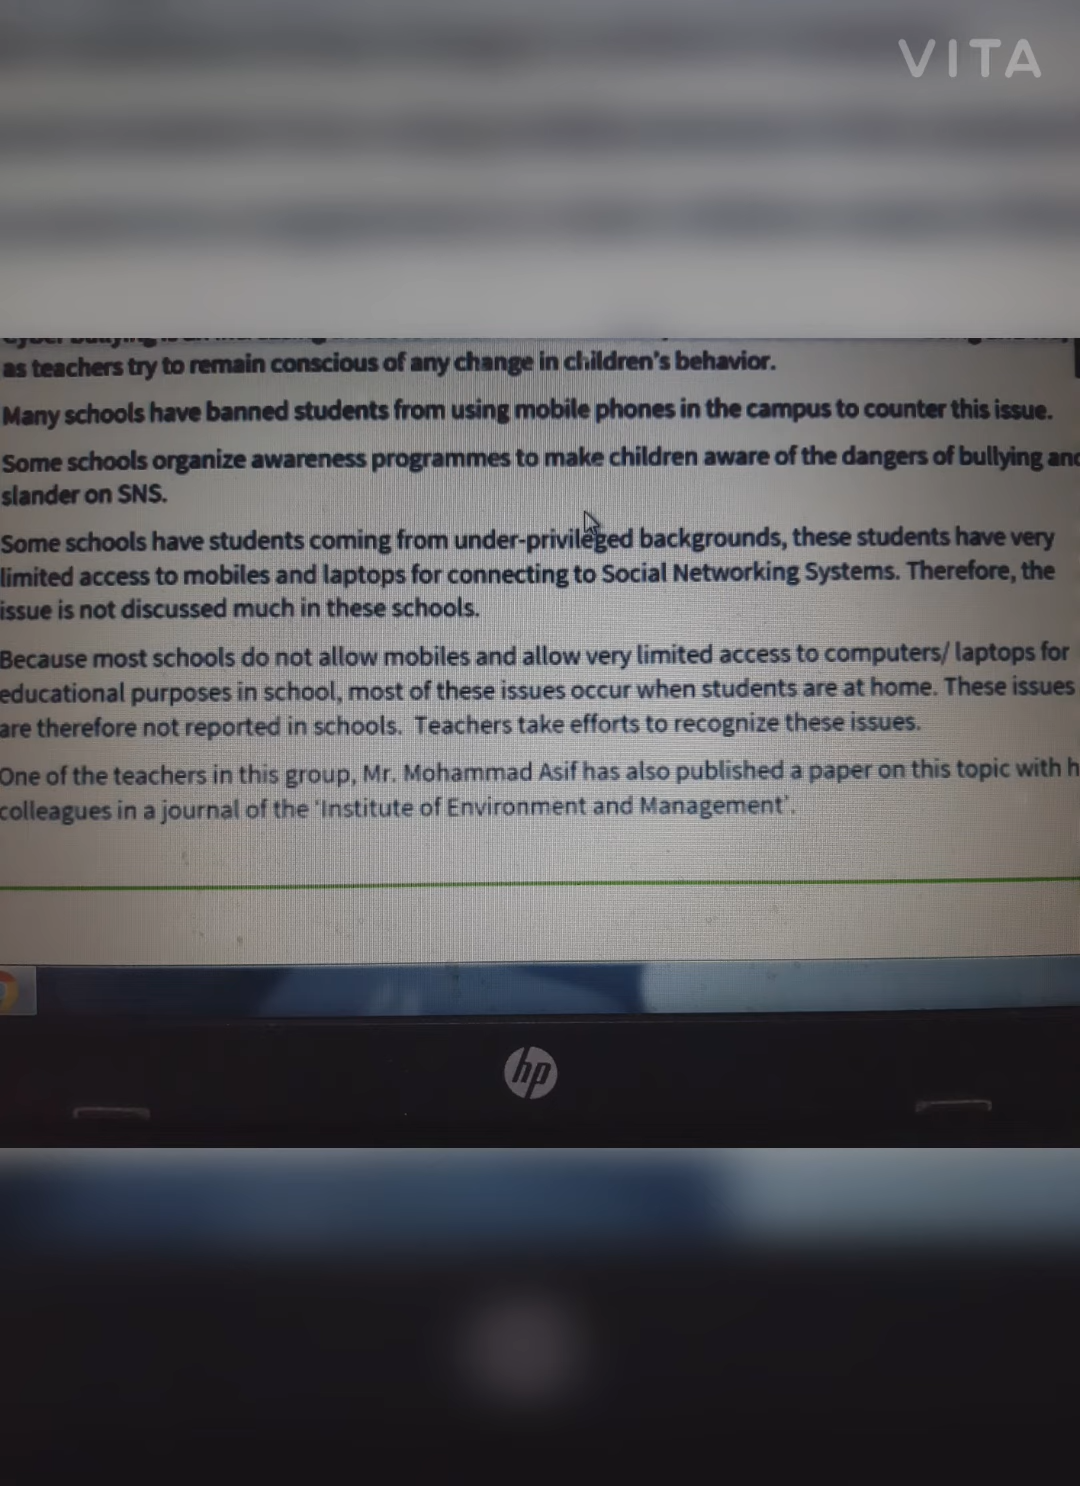 VITA
as teachers try to remain conscious of any change in children's behavior.
Many schools have banned students from using mobile phones in the campus to counter this issue.
Some schools organize awareness programmes to make children aware of the dangers of bullying and
slander on SNS.
Some schools have students coming from under-privileged backgrounds, these students have very
limited access to mobiles and laptops for connecting to Social Networking Systems. Therefore, the
issue is not discussed much in these schools.
Because most schools do not allow mobiles and allow very limited access to computers/ laptops for
educational purposes in school, most of these issues occur when students are at home. These issues
are therefore not reported in schools. Teachers take efforts to recognize these issues.
One of the teachers in this group, Mr. Mohammad Asif has also published a paper on this topic with h
colleagues in a journal of the 'Institute of Environment and Management'.
hp